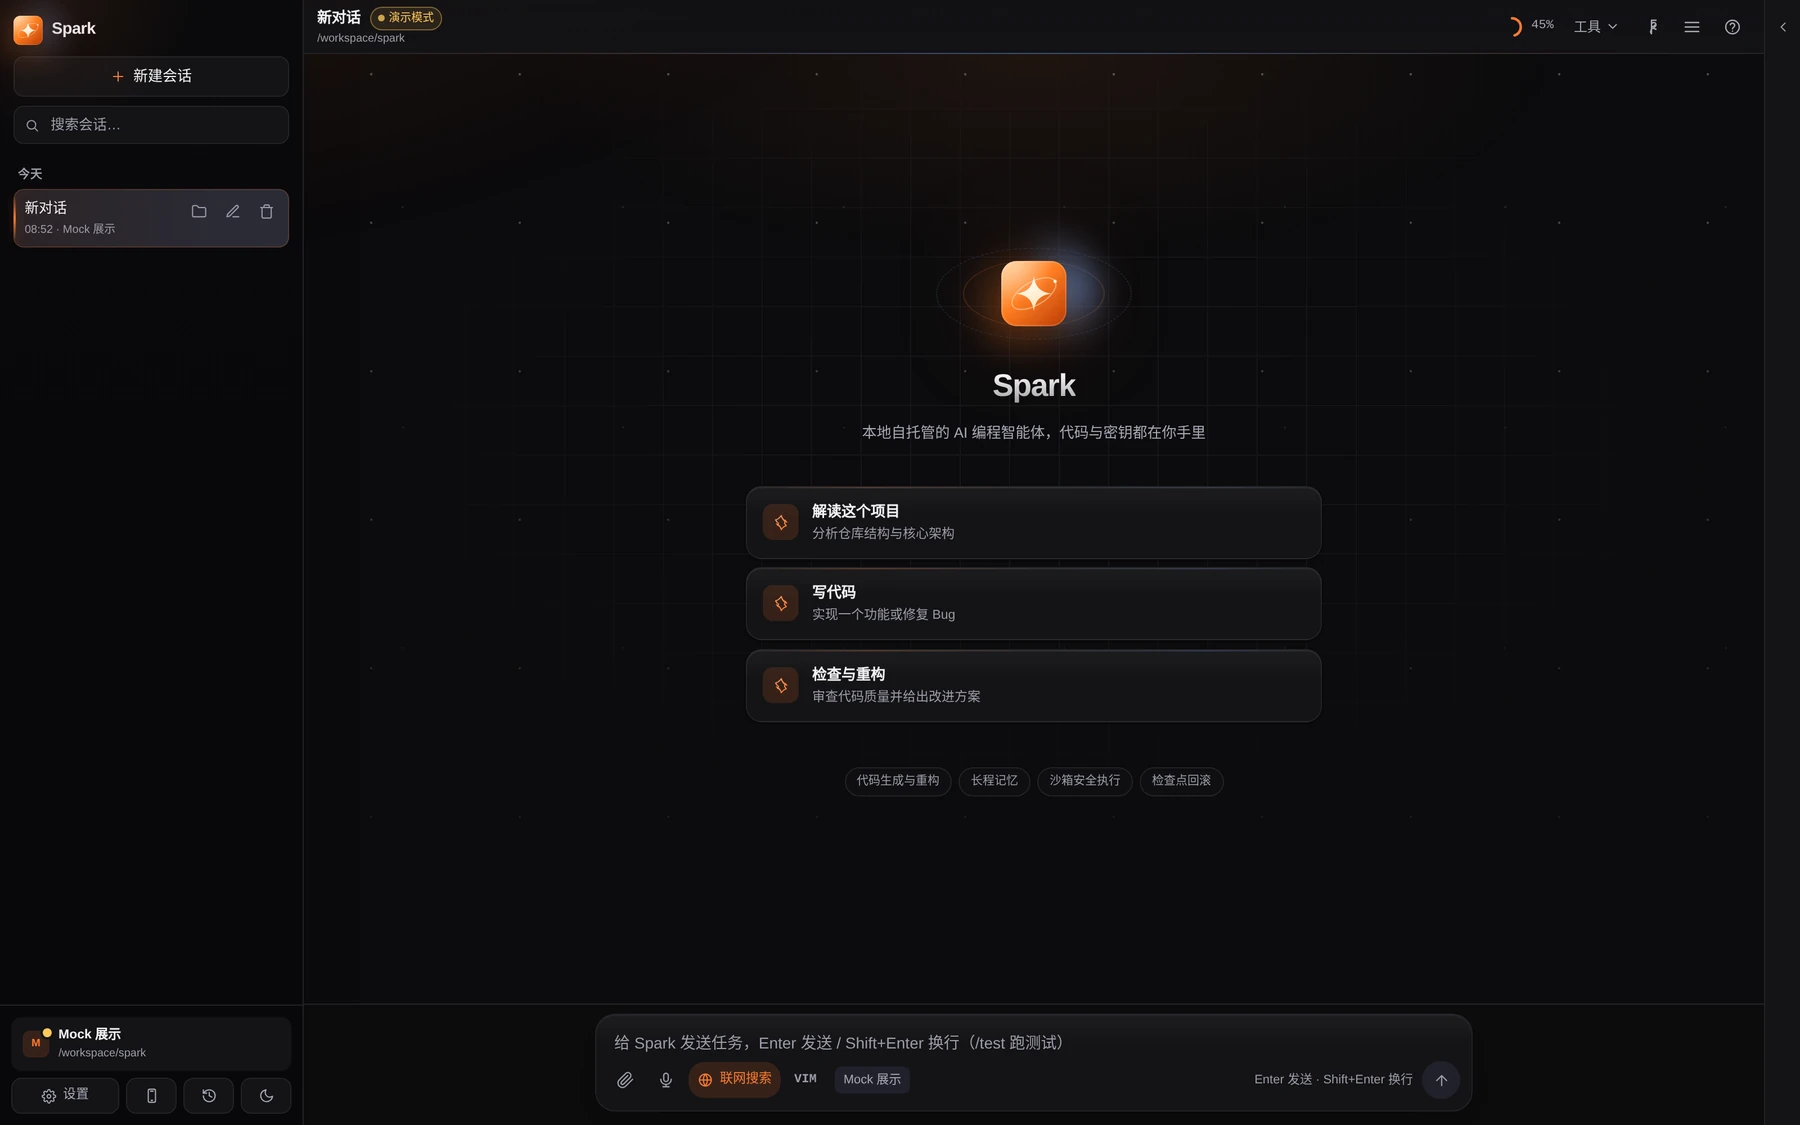 Spark
新建会话
搜索会话...
今天
新对话
08:52 · Mock 展示
M
Mock 展示
/workspace/spark
设置
新对话
演示模式
/workspace/spark
45%
工具
Spark
本地自托管的 AI 编程智能体，代码与密钥都在你手里
解读这个项目
分析仓库结构与核心架构
写代码
实现一个功能或修复 Bug
检查与重构
审查代码质量并给出改进方案
代码生成与重构
长程记忆
沙箱安全执行
检查点回滚
给 Spark 发送任务，Enter 发送 / Shift+Enter 换行（/test 跑测试）
联网搜索
VIM
Mock 展示
Enter 发送 · Shift+Enter 换行